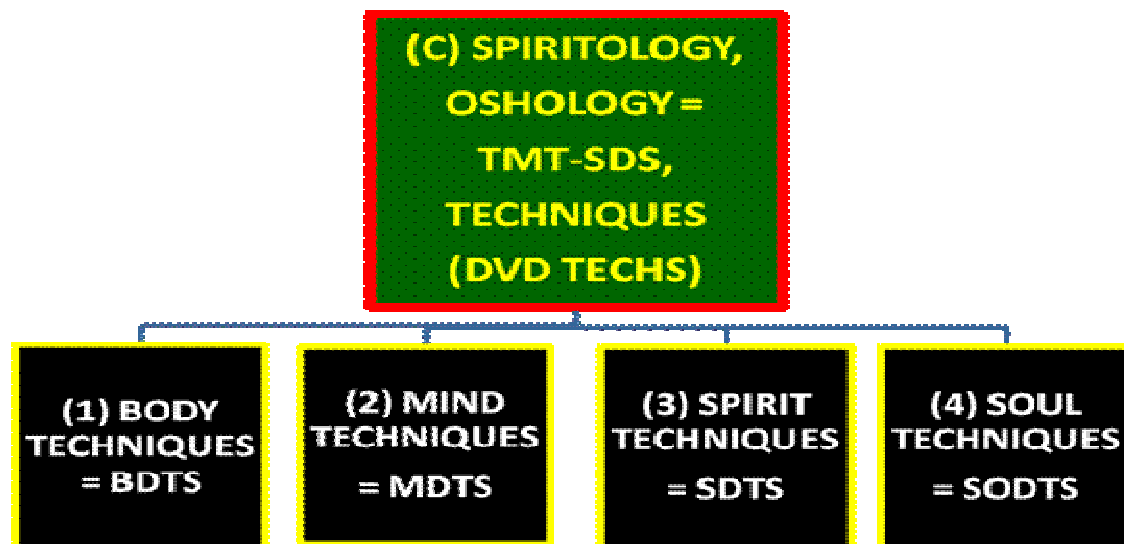 (C) SPIRITOLOGY,
OSHOLOGY =
TMT-SDS,
TECHNIQUES
(DVD TECHS)
(1) BODY
TECHNIQUES
= BDTS
(2) MIND
TECHNIQUES
= MDTS
(3) SPIRIT
TECHNIQUES
= SDTS
(4) SOUL
TECHNIQUES
= SODTS